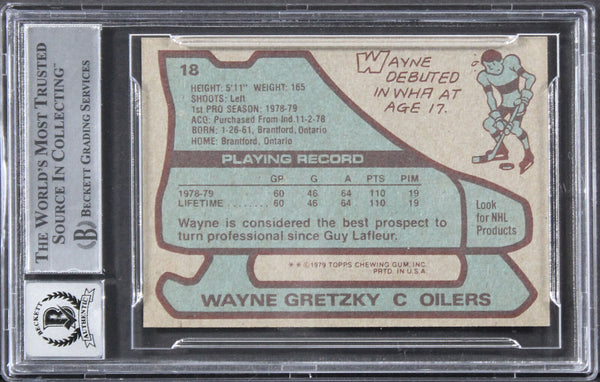 THE WORLD'S MOST TRUSTED
SOURCE IN COLLECTING™
BECKETT GRADING SERVICES
BECKETT
AUTHENTIC
18
HEIGHT: 5'11" WEIGHT: 165
SHOOTS: Left
1st PRO SEASON: 1978-79
ACQ: Purchased From Ind. 11-2-78
BORN: 1-26-61, Brantford, Ontario
HOME: Brantford, Ontario
WAYNE
DEBUTED
IN WHA AT
AGE 17.
PLAYING RECORD
GP G A PTS PIM
1978-79 60 46 64 110 19
LIFETIME ........ 60 46 64 110 19
Wayne is considered the best prospect to
turn professional since Guy Lafleur.
Look
for NHL
Products
* * © 1979 TOPPS CHEWING GUM, INC.
PRTD. IN U.S.A.
WAYNE GRETZKY C OILERS